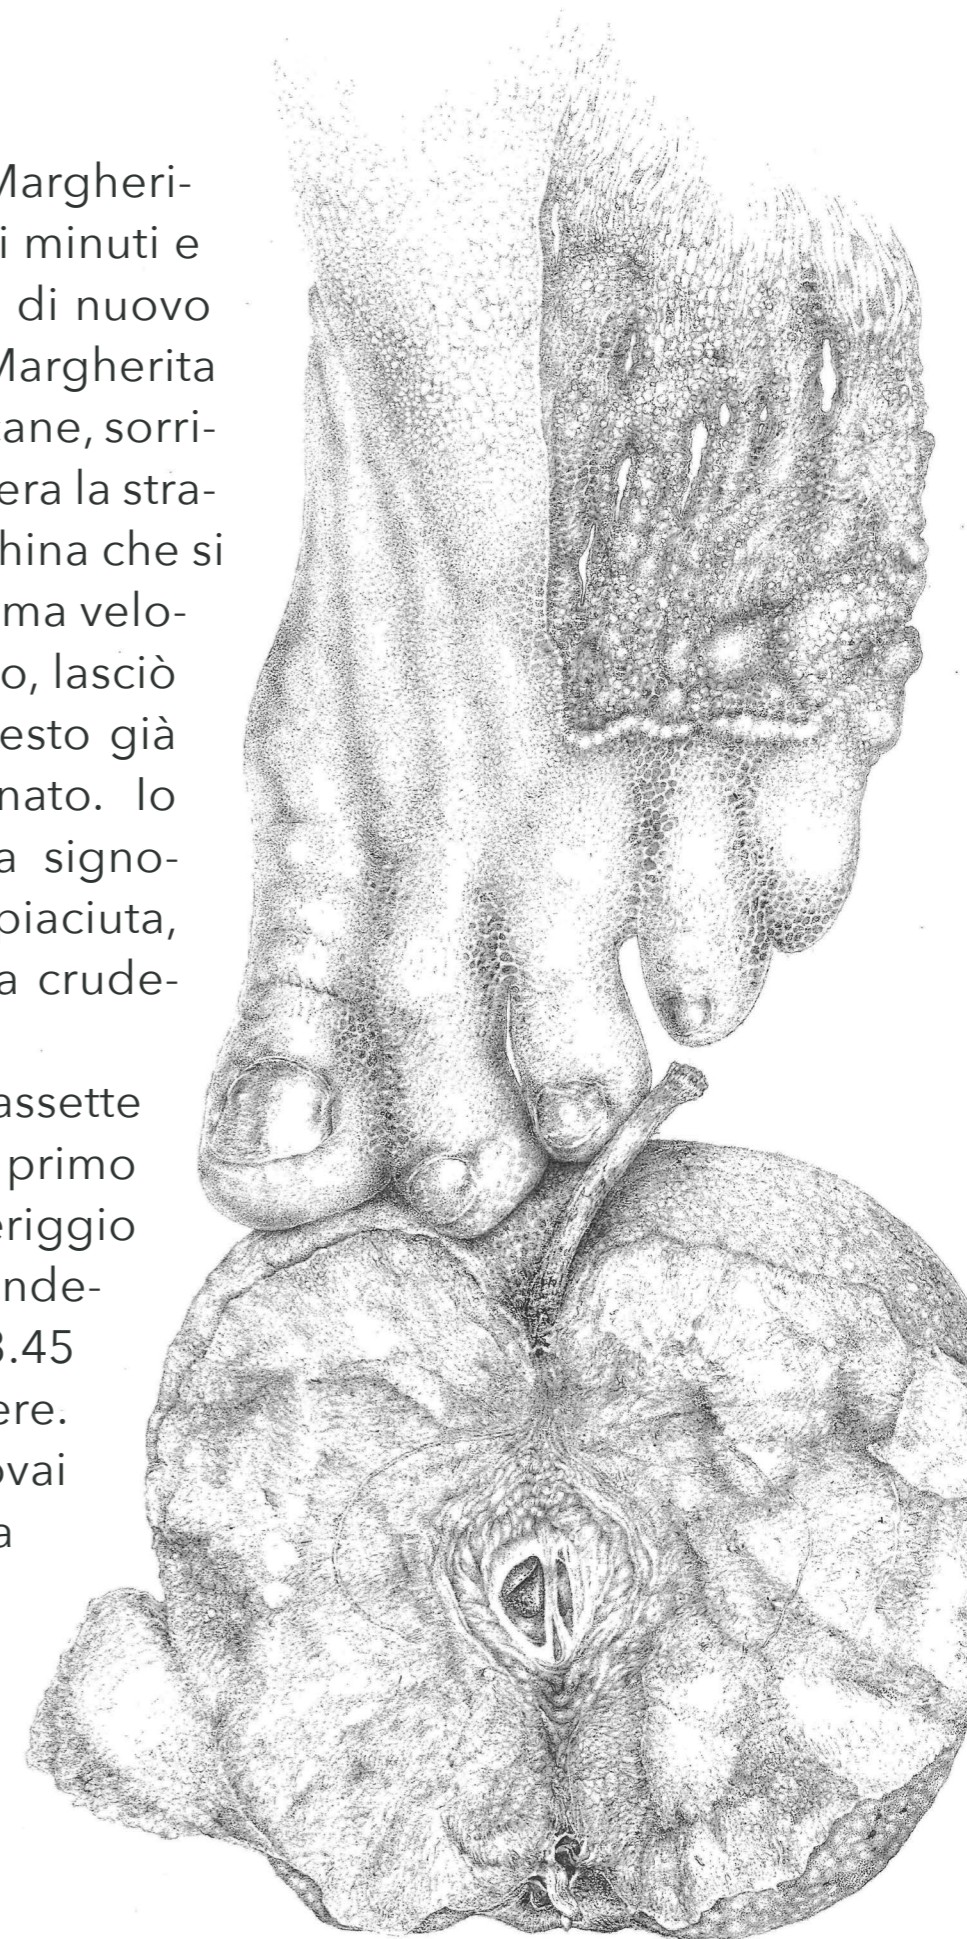 Margheri-
i minuti e
di nuovo
Margherita
ane, sorri-
era la stra-
hina che si
ma velo-
o, lasciò
esto già
nato. Io
a signo-
piaciuta,
a crude-
assette
primo
eriggio
nde-
3.45
ere.
ovai
a